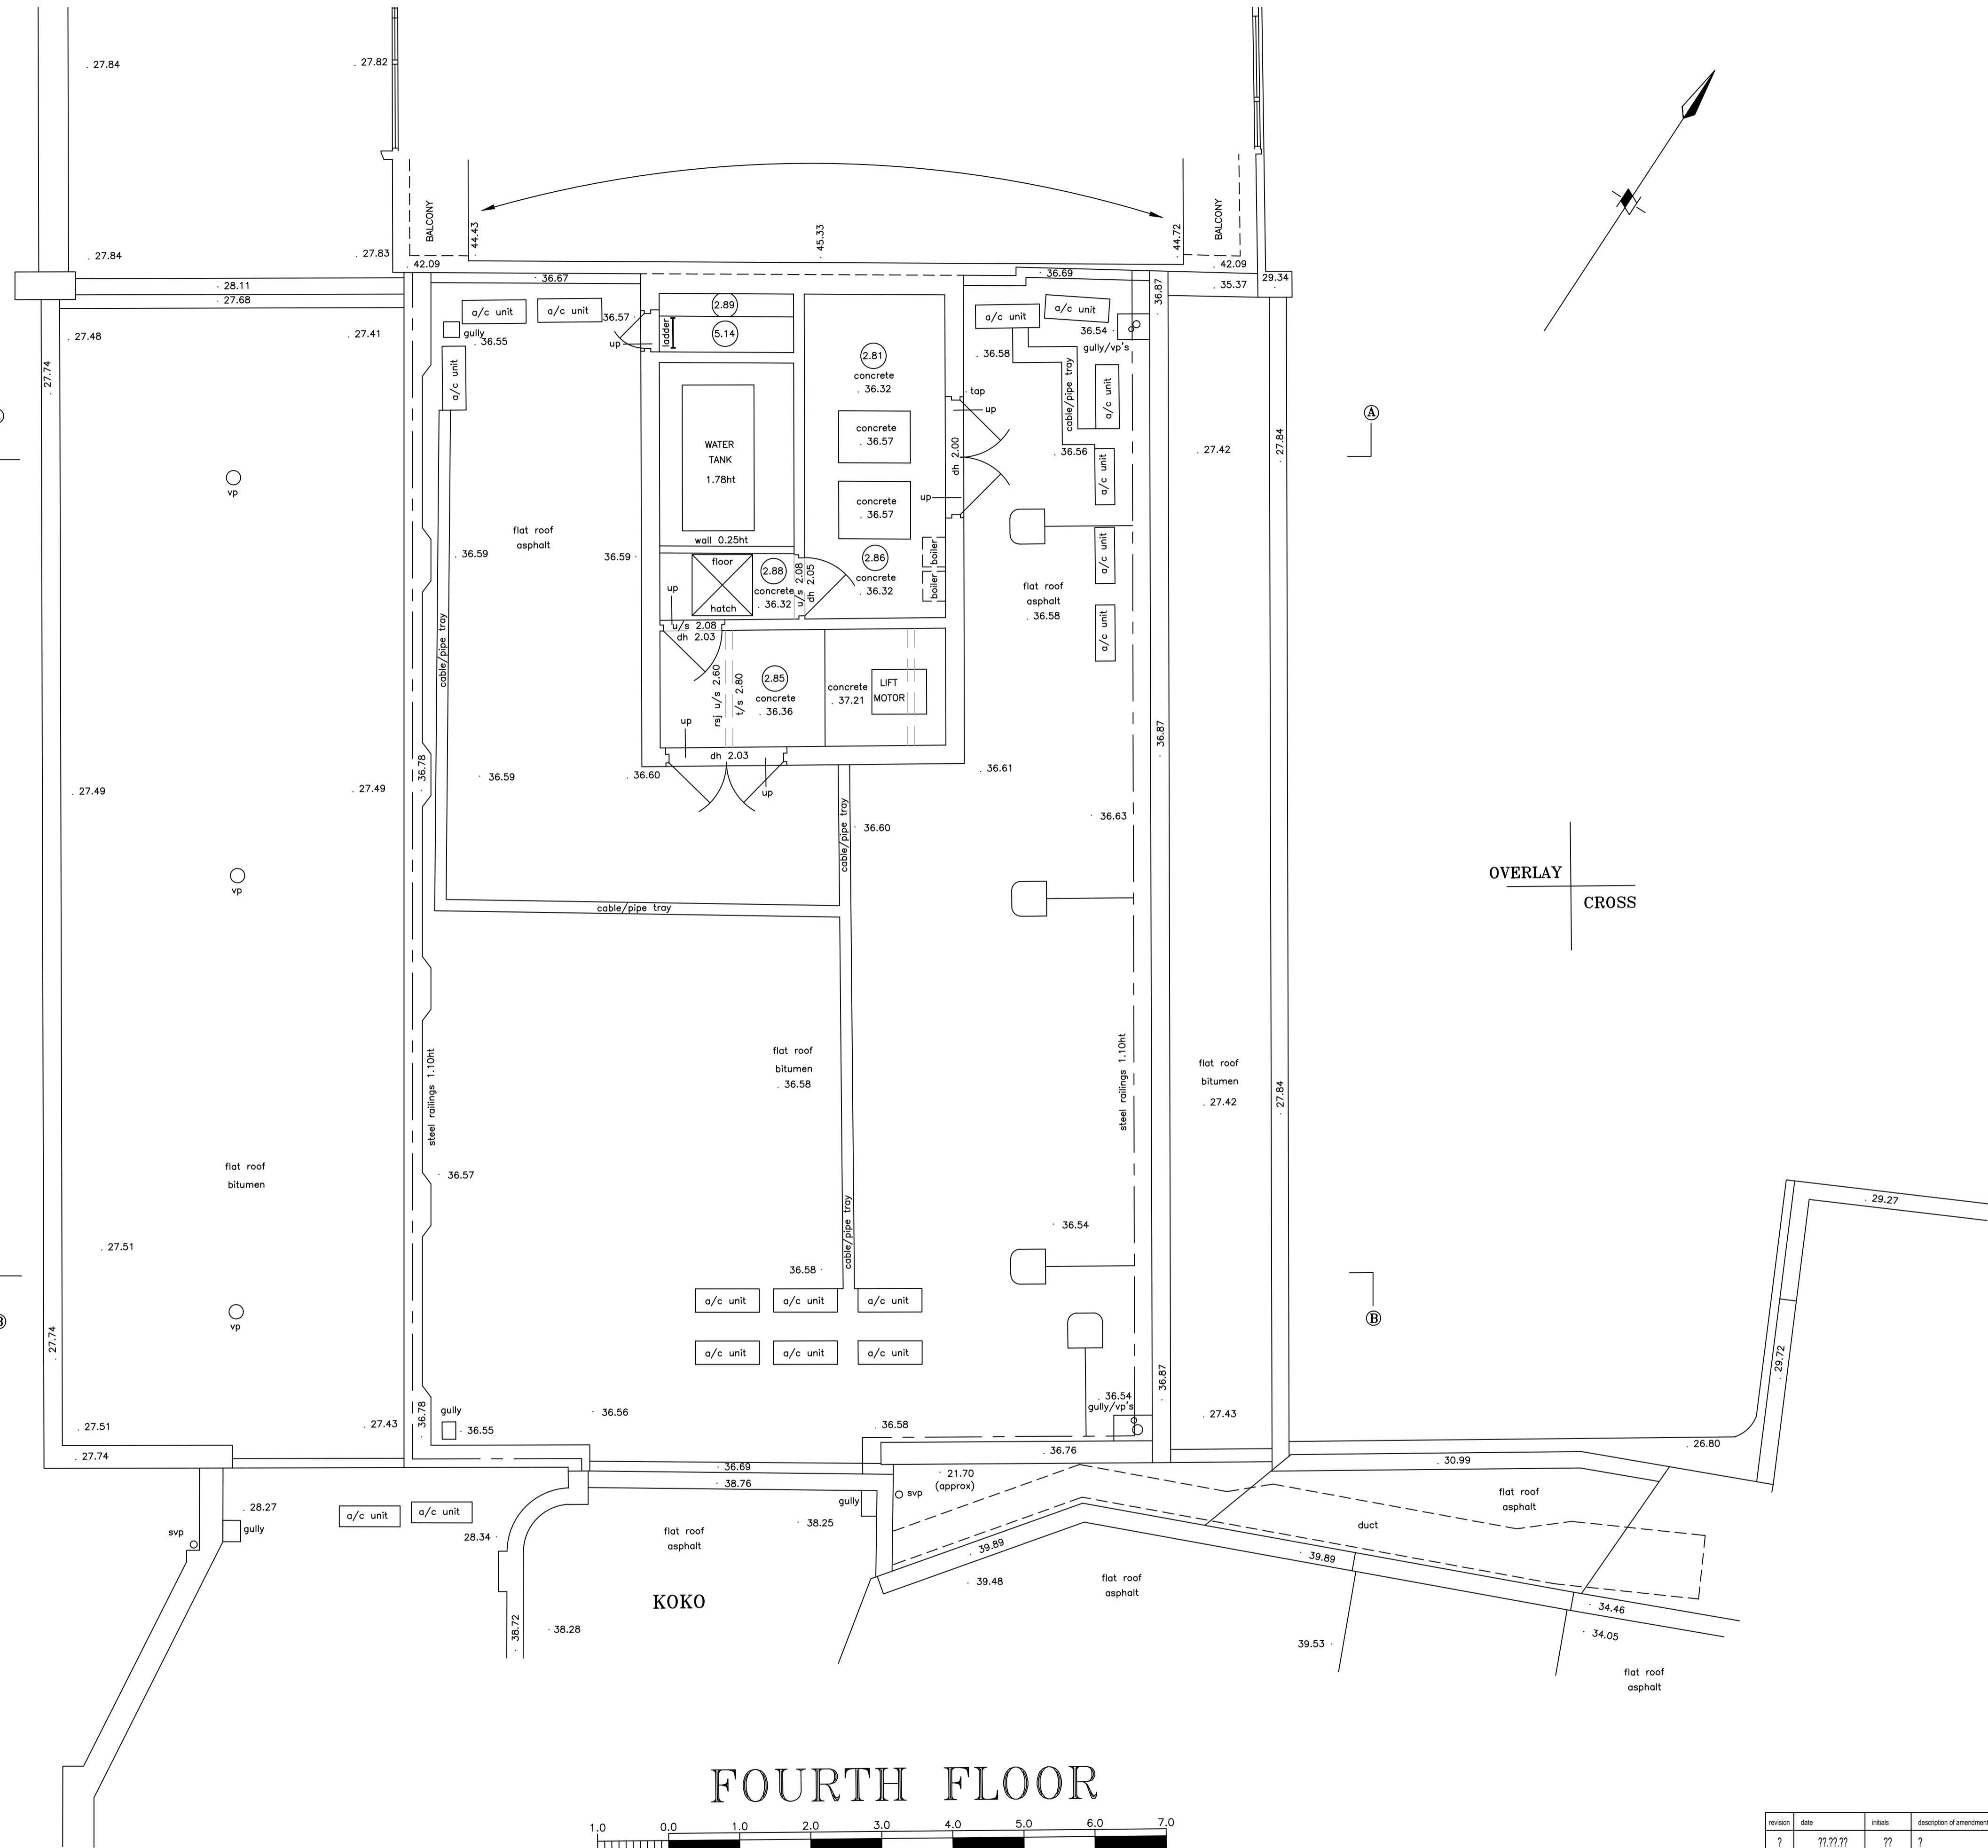 . 27.84
. 27.82
BALCONY
44.43
45.33
44.72
BALCONY
. 27.84
. 27.83
. 42.09
. 42.09
29.34
. 28.11
. 27.68
. 36.67
. 36.69
36.87
. 35.37
a/c unit
a/c unit
gully
. 36.55
36.57 .
up
ladder
2.89
5.14
a/c unit
a/c unit
36.54 .
gully/vp's
. 36.58
. 27.48
. 27.41
. 27.74
a/c unit
2.81
concrete
. 36.32
cable/pipe tray
a/c unit
. tap
up
A
WATER
TANK
1.78ht
concrete
. 36.57
dh 2.00
. 36.56
. 27.42
. 27.84
a/c unit
vp
concrete
. 36.57
up
flat roof
asphalt
. 36.59
36.59 .
wall 0.25ht
floor
hatch
2.88
concrete
. 36.32
u/s 2.08
dh 2.05
2.86
concrete
. 36.32
boiler
boiler
a/c unit
flat roof
asphalt
. 36.58
a/c unit
up
u/s 2.08
dh 2.03
cable/pipe tray
rsj u/s 2.60
t/s 2.80
2.85
concrete
. 36.36
concrete
. 37.21
LIFT
MOTOR
up
dh 2.03
up
. 36.78
. 36.87
. 27.49
. 27.49
. 36.59
. 36.60
. 36.61
. 36.63
. 36.60
cable/pipe tray
vp
cable/pipe tray
OVERLAY
CROSS
steel railings 1.10ht
flat roof
bitumen
. 36.58
steel railings 1.10ht
flat roof
bitumen
. 27.42
. 27.84
flat roof
bitumen
. 36.57
. 29.27
. 27.51
. 36.54
cable/pipe tray
36.58 .
a/c unit
a/c unit
a/c unit
vp
B
. 27.74
a/c unit
a/c unit
a/c unit
. 29.72
. 36.87
. 36.54
gully/vp's
. 27.51
. 27.43
. 36.78
gully
. 36.55
. 36.56
. 36.58
. 27.43
. 27.74
. 36.76
. 26.80
. 36.69
. 38.76
. 21.70
(approx)
. 30.99
. 28.27
gully
svp
a/c unit
a/c unit
28.34 .
gully
svp
. 38.25
flat roof
asphalt
flat roof
asphalt
duct
. 39.89
. 39.89
. 39.48
flat roof
asphalt
KOKO
. 38.72
. 38.28
39.53 .
. 34.46
. 34.05
flat roof
asphalt
FOURTH FLOOR
1.0 0.0 1.0 2.0 3.0 4.0 5.0 6.0 7.0
revision date initials description of amendment
? ??.??.?? ?? ?